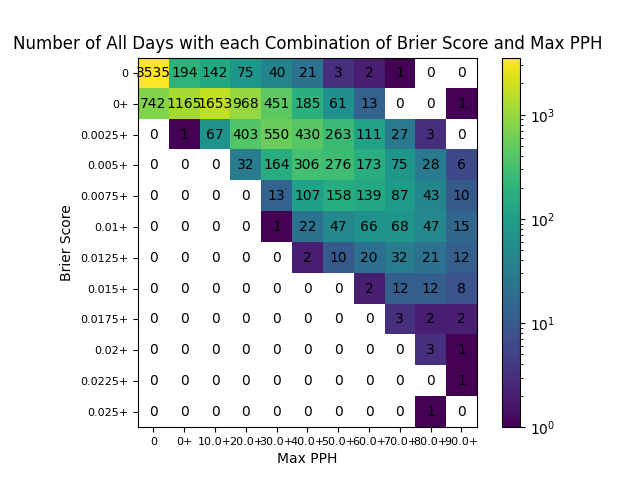 Number of All Days with each Combination of Brier Score and Max PPH
0 3535 194 142 75 40 21 3 2 1 0 0
0+ 742 1165 1653 968 451 185 61 13 0 0 1
0.0025+ 0 1 67 403 550 430 263 111 27 3 0
0.005+ 0 0 0 32 164 306 276 173 75 28 6
0.0075+ 0 0 0 0 13 107 158 139 87 43 10
0.01+ 0 0 0 0 1 22 47 66 68 47 15
0.0125+ 0 0 0 0 0 2 10 20 32 21 12
0.015+ 0 0 0 0 0 0 0 2 12 12 8
0.0175+ 0 0 0 0 0 0 0 0 3 2 2
0.02+ 0 0 0 0 0 0 0 0 0 3 1
0.0225+ 0 0 0 0 0 0 0 0 0 0 1
0.025+ 0 0 0 0 0 0 0 0 0 1 0
0 0+ 10.0+ 20.0+ 30.0+ 40.0+ 50.0+ 60.0+ 70.0+ 80.0+ 90.0+
Max PPH
Brier Score
10³
10²
10¹
10⁰